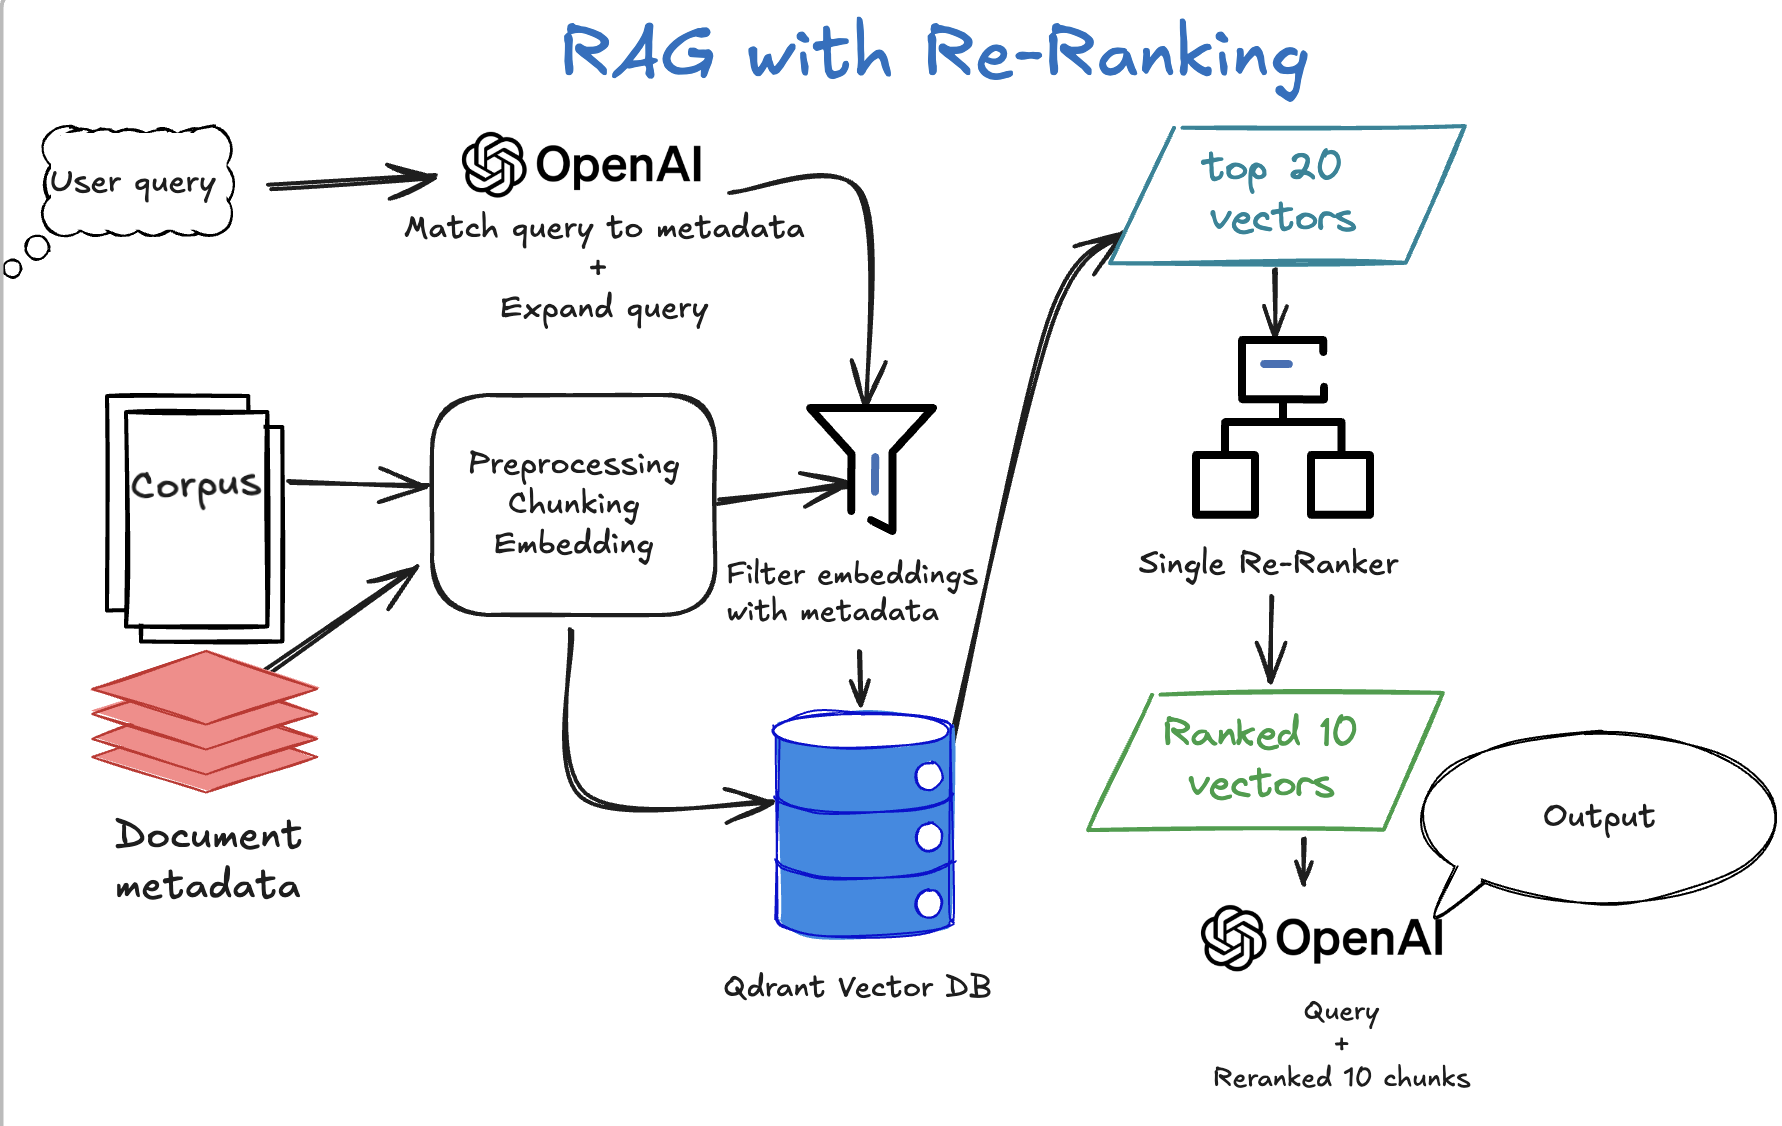 RAG with Re-Ranking
User query
OpenAI
Match query to metadata
+
Expand query
Corpus
Preprocessing
Chunking
Embedding
Filter embeddings
with metadata
Document
metadata
Qdrant Vector DB
top 20
vectors
Single Re-Ranker
Ranked 10
vectors
Output
OpenAI
Query
+
Reranked 10 chunks